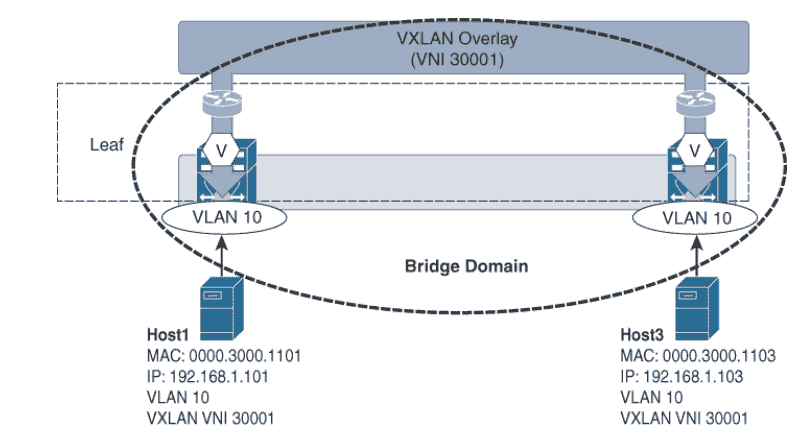 VXLAN Overlay
(VNI 30001)
Leaf
V
V
VLAN 10
VLAN 10
Bridge Domain
Host1
MAC: 0000.3000.1101
IP: 192.168.1.101
VLAN 10
VXLAN VNI 30001
Host3
MAC: 0000.3000.1103
IP: 192.168.1.103
VLAN 10
VXLAN VNI 30001